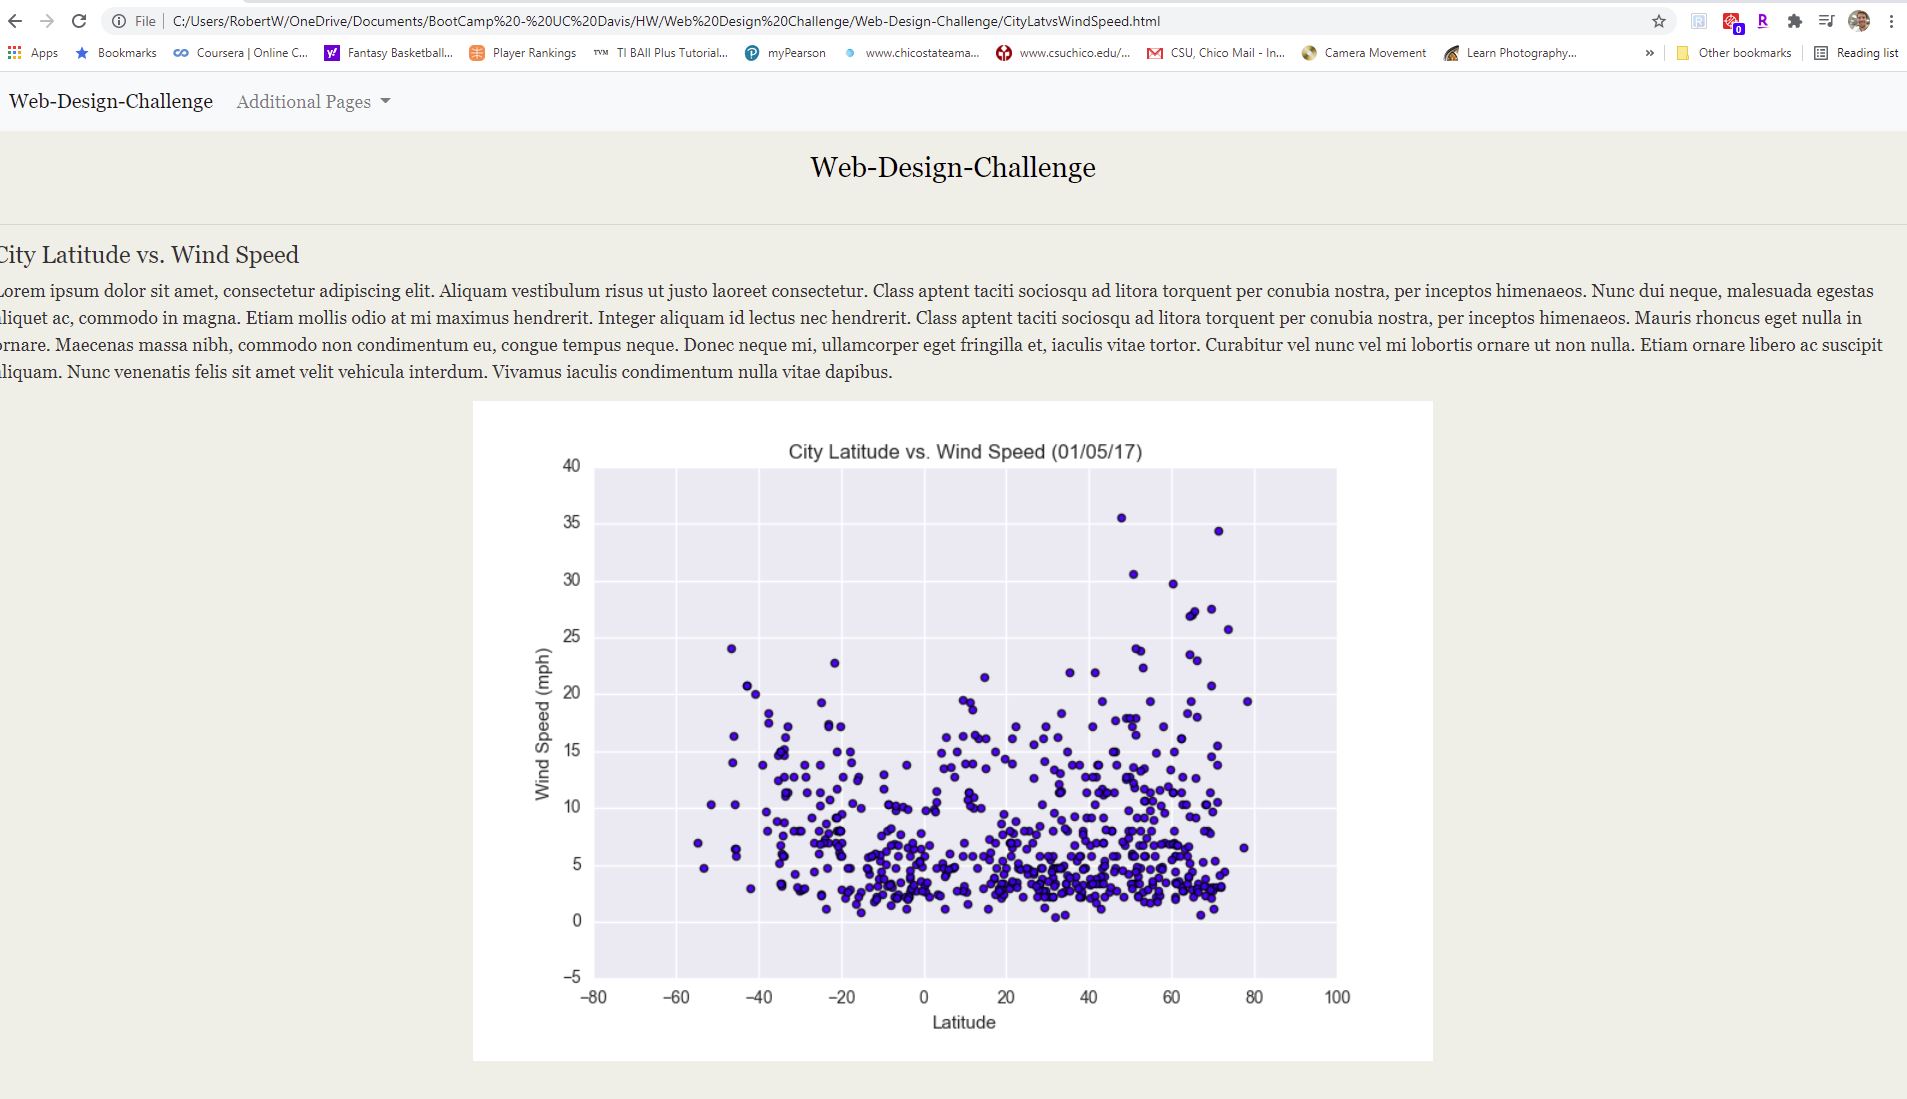 File | C:/Users/RobertW/OneDrive/Documents/BootCamp%20-%20UC%20Davis/HW/Web%20Design%20Challenge/Web-Design-Challenge/CityLatvsWindSpeed.html
R 0 R
Apps Bookmarks Coursera | Online C... Fantasy Basketball... Player Rankings TVM TI BAII Plus Tutorial... myPearson www.chicostateama... www.csuchico.edu/... CSU, Chico Mail - In... Camera Movement Learn Photography... » Other bookmarks Reading list
Web-Design-Challenge Additional Pages
Web-Design-Challenge
City Latitude vs. Wind Speed
Lorem ipsum dolor sit amet, consectetur adipiscing elit. Aliquam vestibulum risus ut justo laoreet consectetur. Class aptent taciti sociosqu ad litora torquent per conubia nostra, per inceptos himenaeos. Nunc dui neque, malesuada egestas
aliquet ac, commodo in magna. Etiam mollis odio at mi maximus hendrerit. Integer aliquam id lectus nec hendrerit. Class aptent taciti sociosqu ad litora torquent per conubia nostra, per inceptos himenaeos. Mauris rhoncus eget nulla in
ornare. Maecenas massa nibh, commodo non condimentum eu, congue tempus neque. Donec neque mi, ullamcorper eget fringilla et, iaculis vitae tortor. Curabitur vel nunc vel mi lobortis ornare ut non nulla. Etiam ornare libero ac suscipit
aliquam. Nunc venenatis felis sit amet velit vehicula interdum. Vivamus iaculis condimentum nulla vitae dapibus.
City Latitude vs. Wind Speed (01/05/17)
40
35
30
25
20
15
10
5
0
−5
Wind Speed (mph)
−80 −60 −40 −20 0 20 40 60 80 100
Latitude